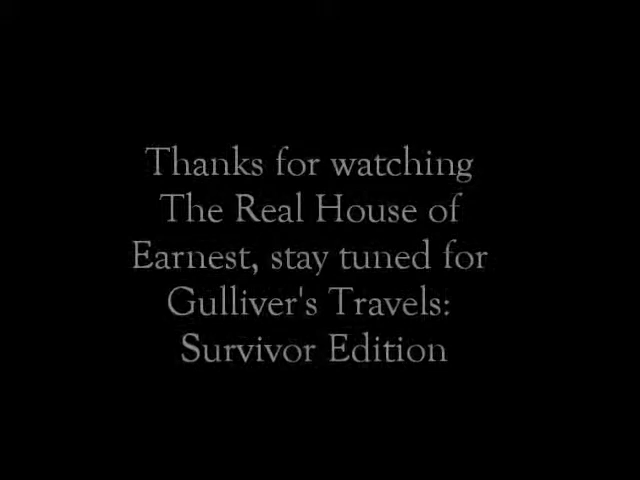 Thanks for watching
The Real House of
Earnest, stay tuned for
Gulliver's Travels:
Survivor Edition